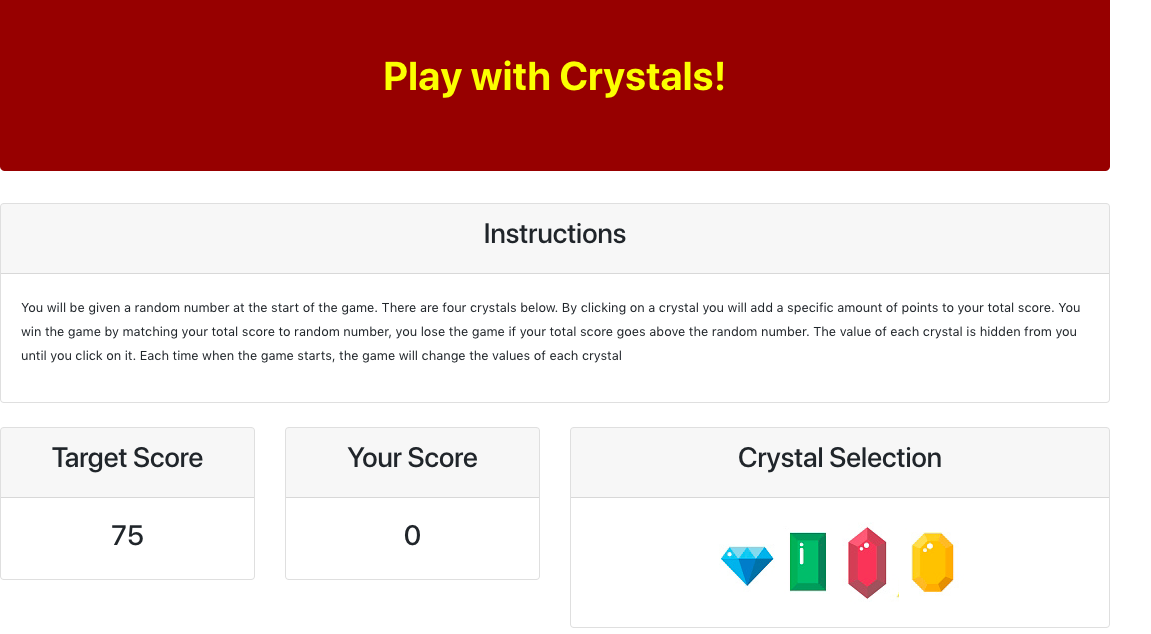 Play with Crystals!
Instructions
You will be given a random number at the start of the game. There are four crystals below. By clicking on a crystal you will add a specific amount of points to your total score. You
win the game by matching your total score to random number, you lose the game if your total score goes above the random number. The value of each crystal is hidden from you
until you click on it. Each time when the game starts, the game will change the values of each crystal
Target Score
Your Score
Crystal Selection
75
0